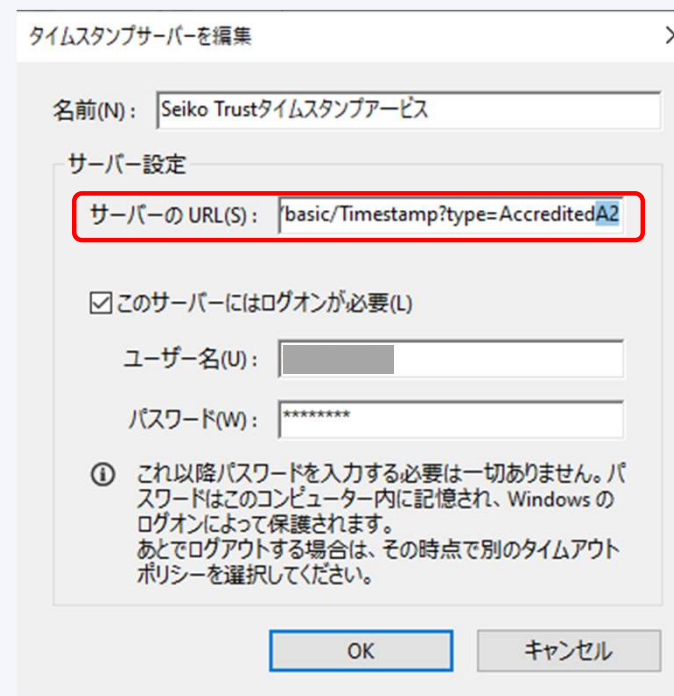 タイムスタンプサーバーを編集
名前(N): Seiko Trustタイムスタンプアービス
サーバー設定
サーバーの URL(S): /basic/Timestamp?type=AccreditedA2
このサーバーにはログオンが必要(L)
ユーザー名(U):
パスワード(W): ********
これ以降パスワードを入力する必要は一切ありません。パ
スワードはこのコンピューター内に記憶され、Windows の
ログオンによって保護されます。
あとでログアウトする場合は、その時点で別のタイムアウト
ポリシーを選択してください。
OK
キャンセル